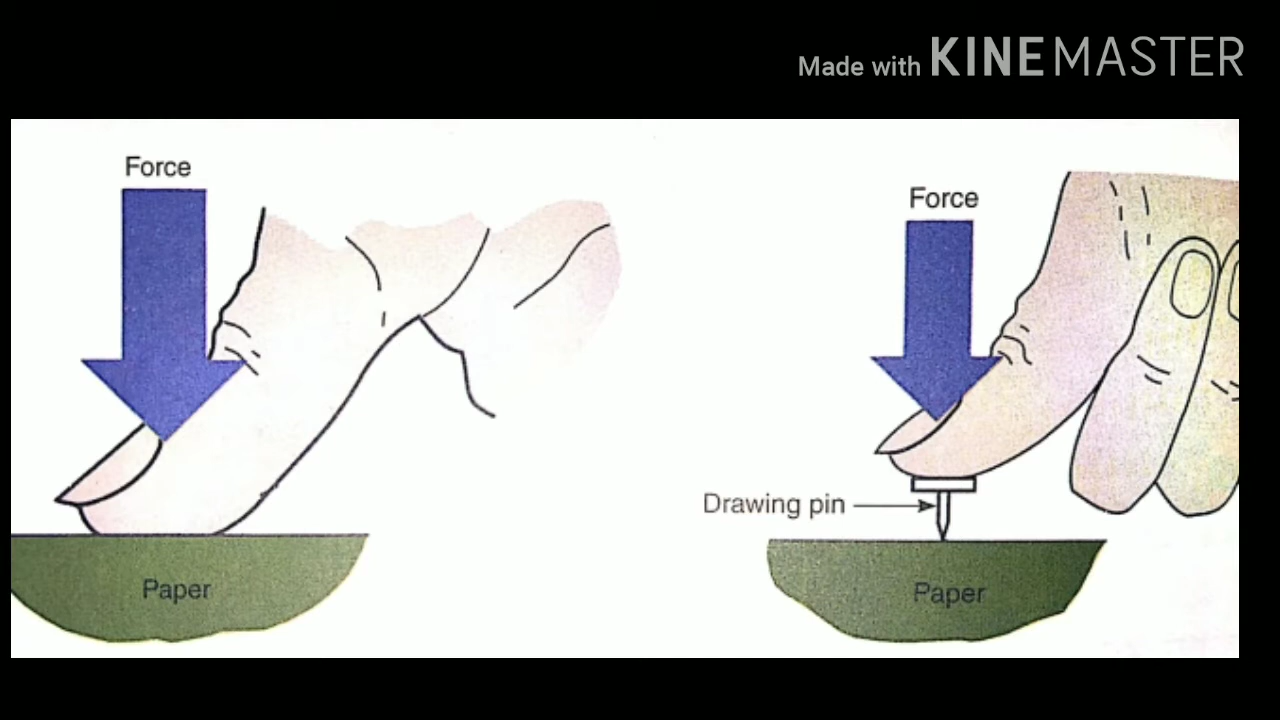 Made with KINEMASTER
Force
Force
Drawing pin
Paper
Paper